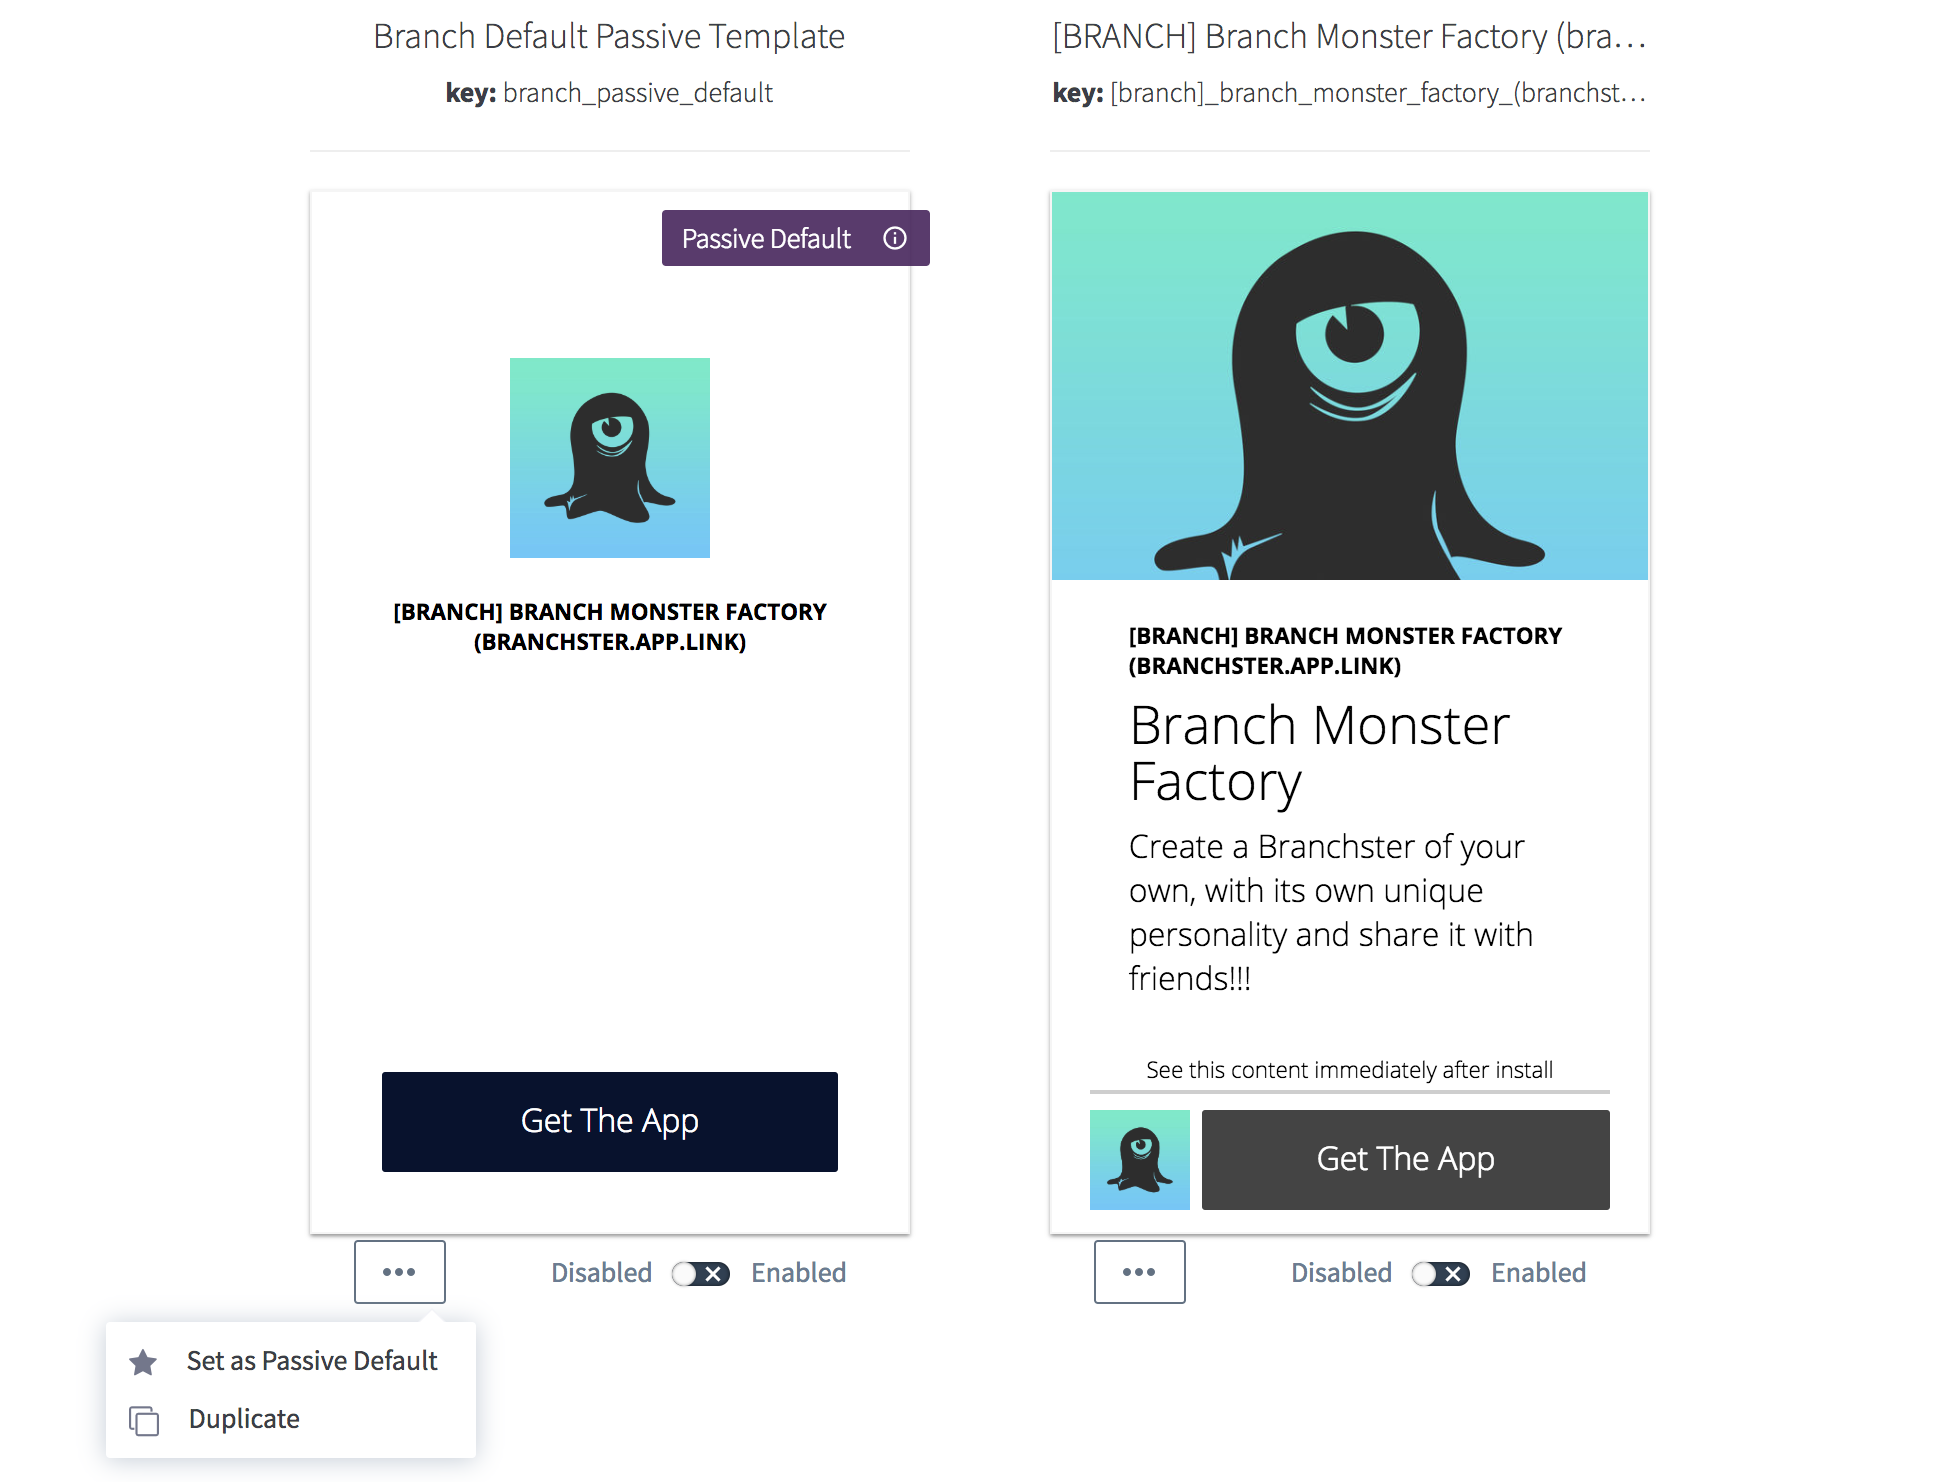 Branch Default Passive Template
key: branch_passive_default
Passive Default
[BRANCH] BRANCH MONSTER FACTORY
(BRANCHSTER.APP.LINK)
Get The App
Disabled
Enabled
Set as Passive Default
Duplicate
[BRANCH] Branch Monster Factory (bra...
key: [branch]_branch_monster_factory_(branchst...
[BRANCH] BRANCH MONSTER FACTORY
(BRANCHSTER.APP.LINK)
Branch Monster
Factory
Create a Branchster of your
own, with its own unique
personality and share it with
friends!!!
See this content immediately after install
Get The App
Disabled
Enabled